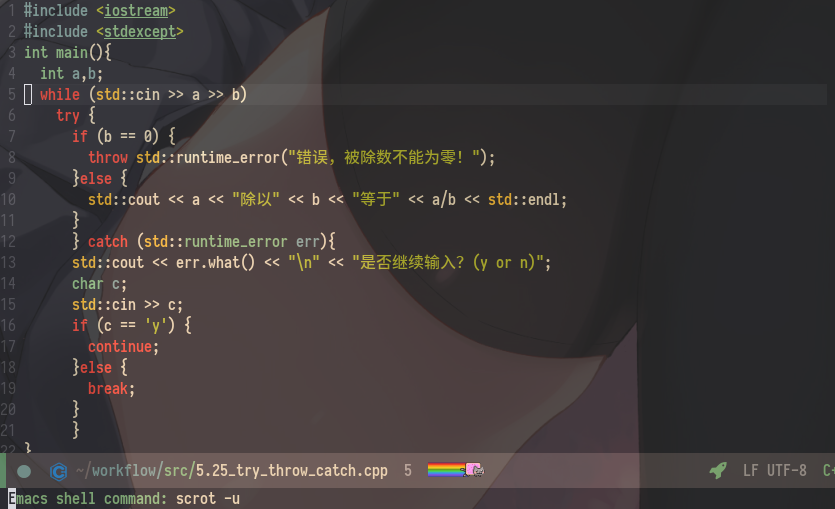 1 #include <iostream>
2 #include <stdexcept>
3 int main(){
4   int a,b;
5   while (std::cin >> a >> b)
6     try {
7       if (b == 0) {
8         throw std::runtime_error("错误，被除数不能为零！");
9       }else {
10         std::cout << a << "除以" << b << "等于" << a/b << std::endl;
11       }
12       } catch (std::runtime_error err){
13       std::cout << err.what() << "\n" << "是否继续输入？(y or n)";
14       char c;
15       std::cin >> c;
16       if (c == 'y') {
17         continue;
18       }else {
19         break;
20       }
21       }
22 }
~/workflow/src/5.25_try_throw_catch.cpp 5 LF UTF-8 C+
Emacs shell command: scrot -u